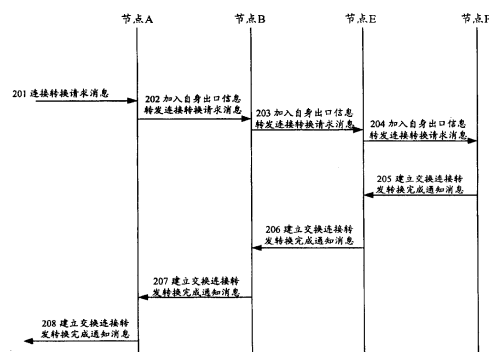 节点A
节点B
节点E
节点F
201 连接转换请求消息
202 加入自身出口信息
转发连接转换请求消息
203 加入自身出口信息
转发连接转换请求消息
204 加入自身出口信息
转发连接转换请求消息
205 建立交换连接转
发转换完成通知消息
206 建立交换连接转
发转换完成通知消息
207 建立交换连接转
发转换完成通知消息
208 建立交换连接转
发转换完成通知消息